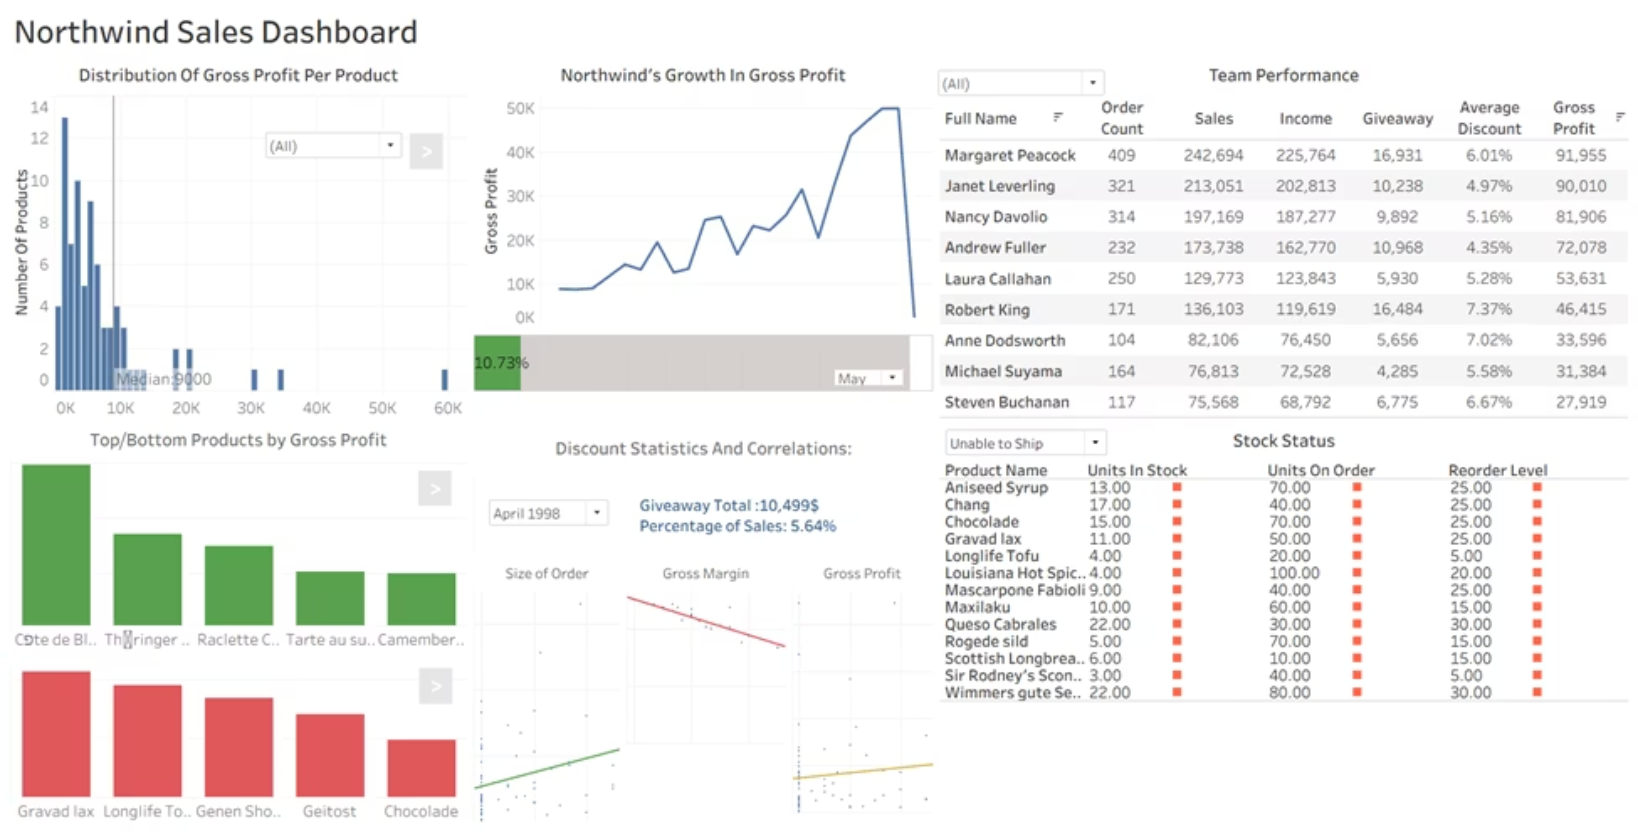 Northwind Sales Dashboard
Distribution Of Gross Profit Per Product
Number Of Products
14
12
10
8
6
4
2
0
(All)
>
Median:9000
0K 10K 20K 30K 40K 50K 60K
Northwind's Growth In Gross Profit
Gross Profit
50K
40K
30K
20K
10K
0K
10.73%
May
(All)
Team Performance
Full Name Order Count Sales Income Giveaway Average Discount Gross Profit
Margaret Peacock 409 242,694 225,764 16,931 6.01% 91,955
Janet Leverling 321 213,051 202,813 10,238 4.97% 90,010
Nancy Davolio 314 197,169 187,277 9,892 5.16% 81,906
Andrew Fuller 232 173,738 162,770 10,968 4.35% 72,078
Laura Callahan 250 129,773 123,843 5,930 5.28% 53,631
Robert King 171 136,103 119,619 16,484 7.37% 46,415
Anne Dodsworth 104 82,106 76,450 5,656 7.02% 33,596
Michael Suyama 164 76,813 72,528 4,285 5.58% 31,384
Steven Buchanan 117 75,568 68,792 6,775 6.67% 27,919
Top/Bottom Products by Gross Profit
>
Raclette C.. Tarte au su.. Camember..
>
Gravad lax Longlife To.. Genen Sho.. Geitost Chocolade
Discount Statistics And Correlations:
April 1998
Giveaway Total :10,499$
Percentage of Sales: 5.64%
Size of Order Gross Margin Gross Profit
Unable to Ship
Stock Status
Product Name Units In Stock Units On Order Reorder Level
Aniseed Syrup 13.00 70.00 25.00
Chang 17.00 40.00 25.00
Chocolade 15.00 70.00 25.00
Gravad lax 11.00 50.00 25.00
Longlife Tofu 4.00 20.00 5.00
Louisiana Hot Spic.. 4.00 100.00 20.00
Mascarpone Fabioli 9.00 40.00 25.00
Maxilaku 10.00 60.00 15.00
Queso Cabrales 22.00 30.00 30.00
Rogede sild 5.00 70.00 15.00
Scottish Longbrea.. 6.00 10.00 15.00
Sir Rodney's Scon.. 3.00 40.00 5.00
Wimmers gute Se.. 22.00 80.00 30.00